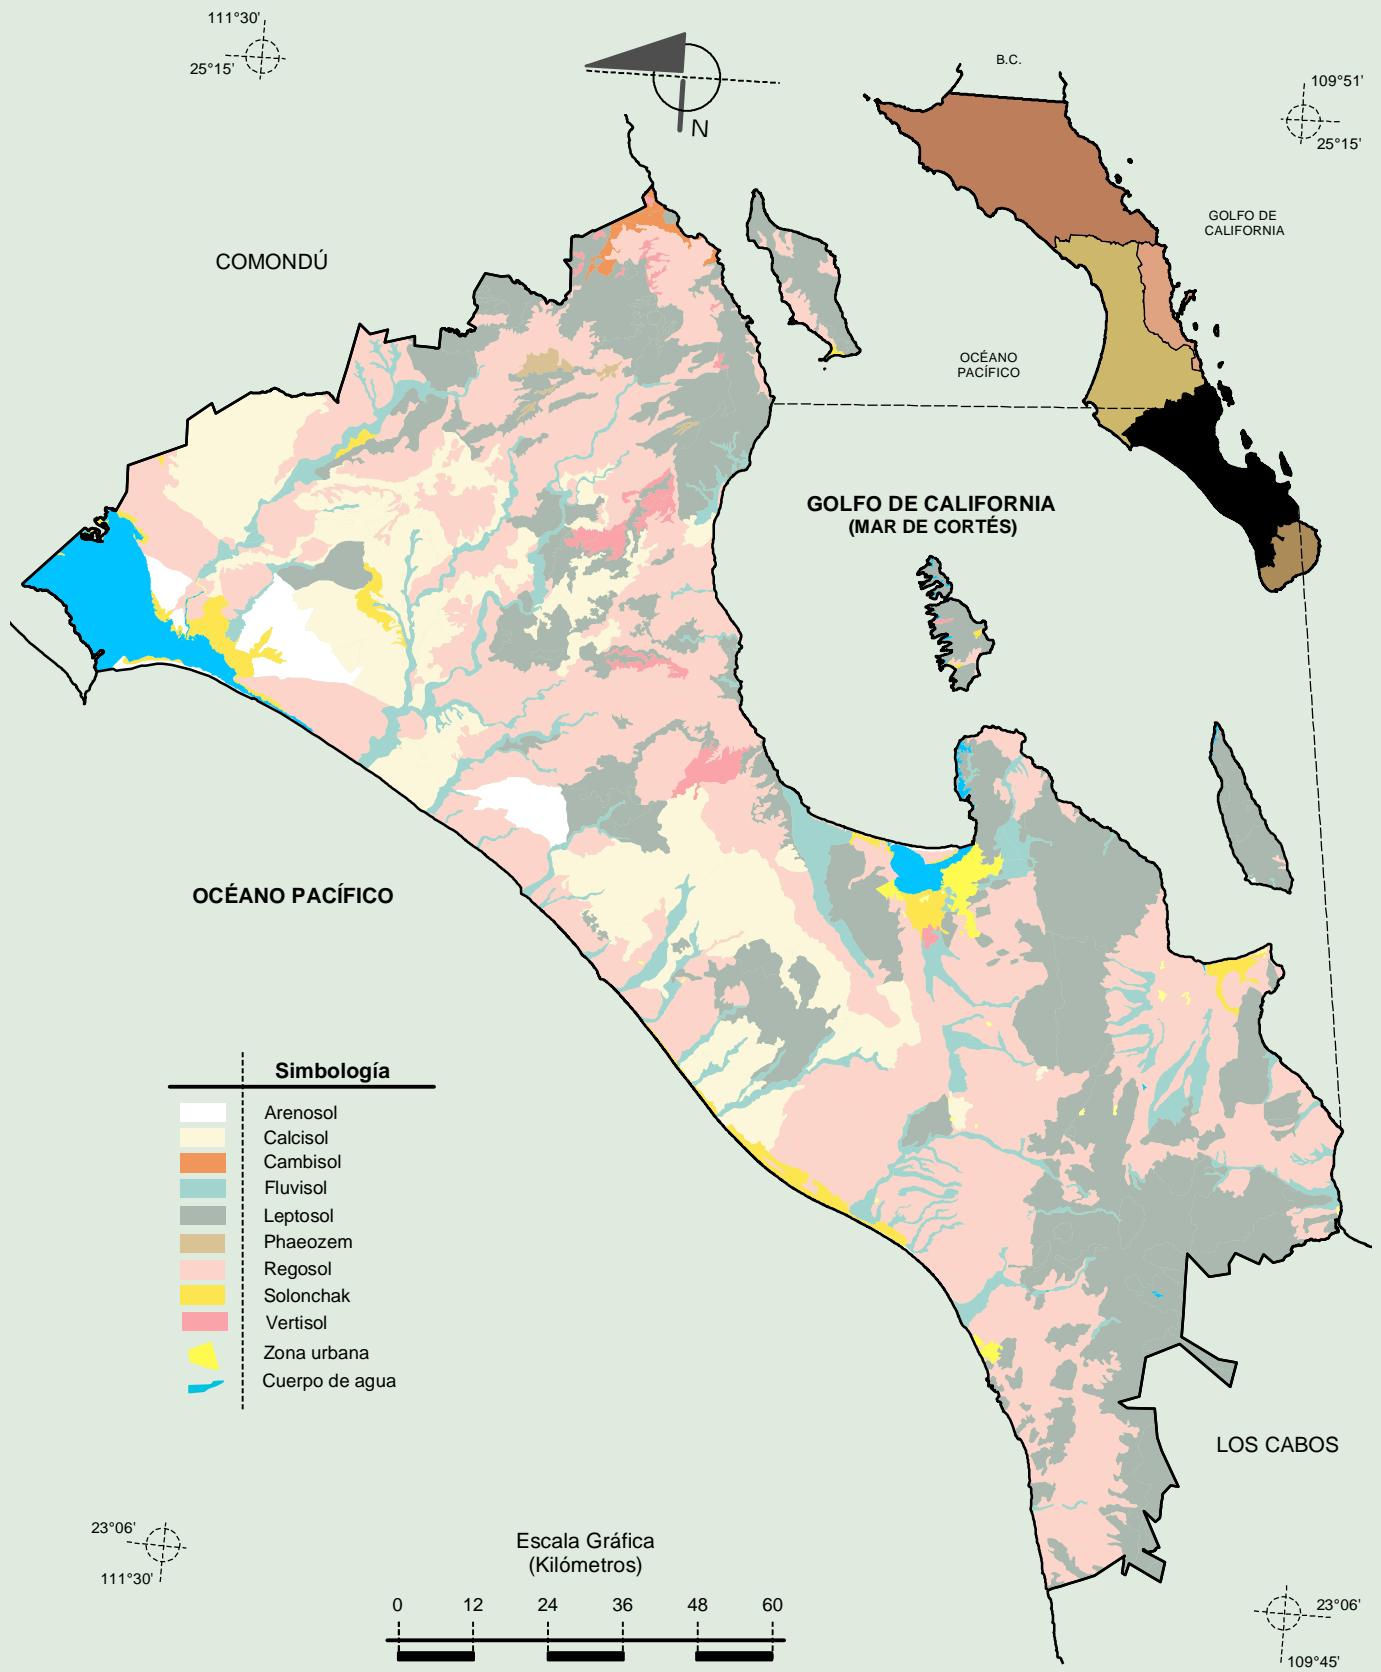 111°30'
25°15'
N
B.C.
109°51'
25°15'
GOLFO DE
CALIFORNIA
COMONDÚ
OCÉANO
PACÍFICO
GOLFO DE CALIFORNIA
(MAR DE CORTÉS)
OCÉANO PACÍFICO
Simbología
Arenosol
Calcisol
Cambisol
Fluvisol
Leptosol
Phaeozem
Regosol
Solonchak
Vertisol
Zona urbana
Cuerpo de agua
LOS CABOS
23°06'
111°30'
Escala Gráfica
(Kilómetros)
0 12 24 36 48 60
23°06'
109°45'